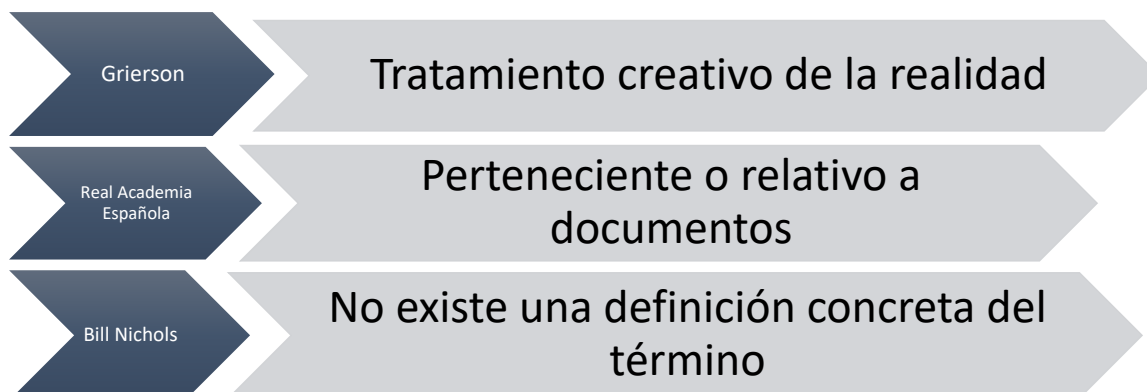 Grierson
Tratamiento creativo de la realidad
Real Academia
Española
Perteneciente o relativo a
documentos
Bill Nichols
No existe una definición concreta del
término